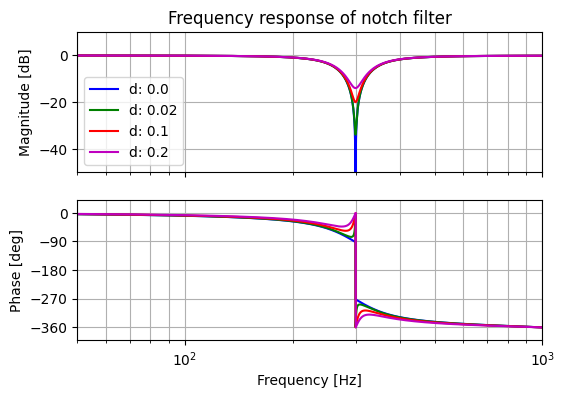 Frequency response of notch filter
Magnitude [dB]
0
−20
−40
d: 0.0
d: 0.02
d: 0.1
d: 0.2
Phase [deg]
0
−90
−180
−270
−360
10²
10³
Frequency [Hz]